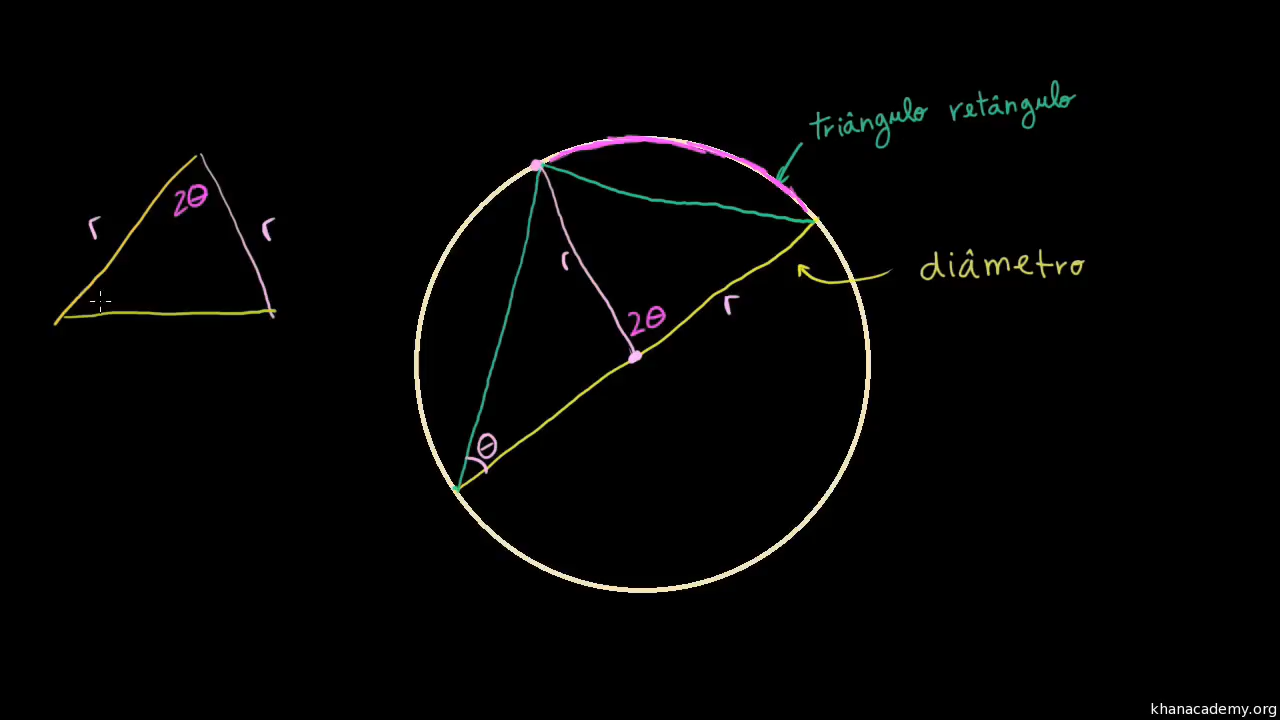 triângulo retângulo
2θ
r
r
r
diâmetro
r
2θ
θ
khanacademy.org